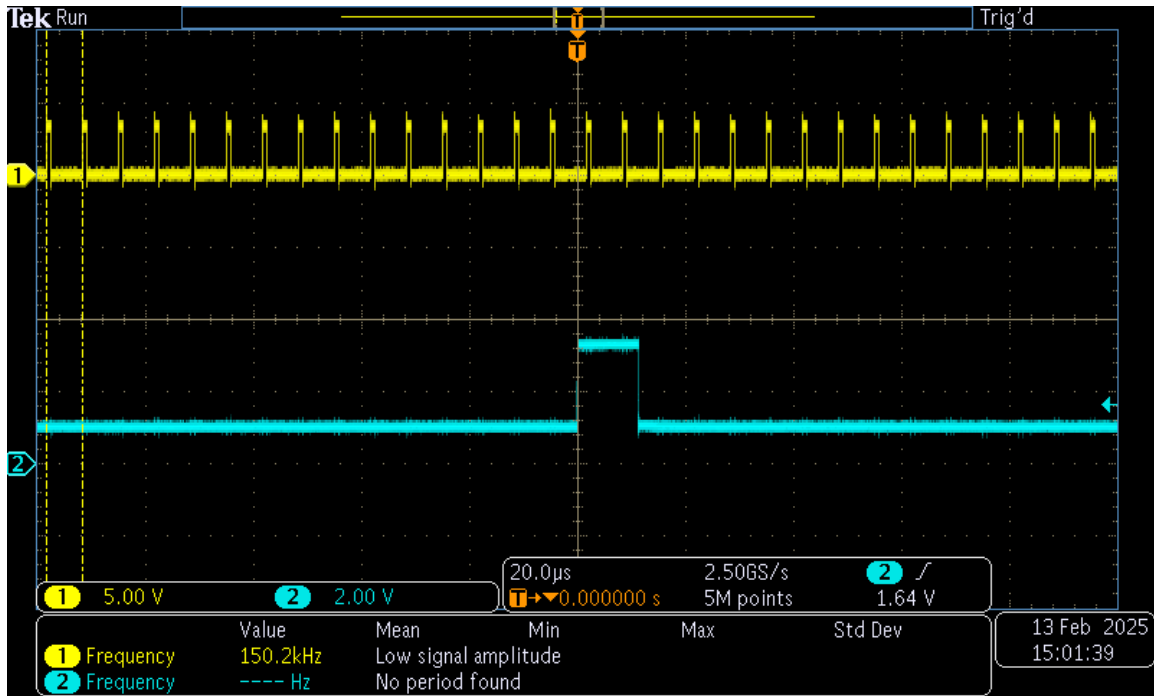 Tek Run Trig'd
T
T
1
2
1 5.00 V 2 2.00 V
20.0µs 2.50GS/s 2
T→▼0.000000 s 5M points 1.64 V
Value Mean Min Max Std Dev
1 Frequency 150.2kHz Low signal amplitude
2 Frequency ---- Hz No period found
13 Feb 2025
15:01:39